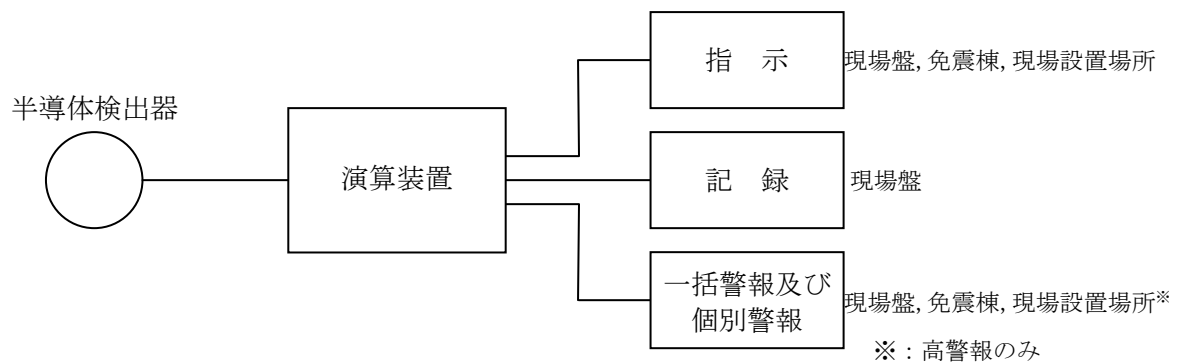 指　示
現場盤, 免震棟, 現場設置場所
半導体検出器
演算装置
記　録
現場盤
一括警報及び
個別警報
現場盤, 免震棟, 現場設置場所※
※：高警報のみ